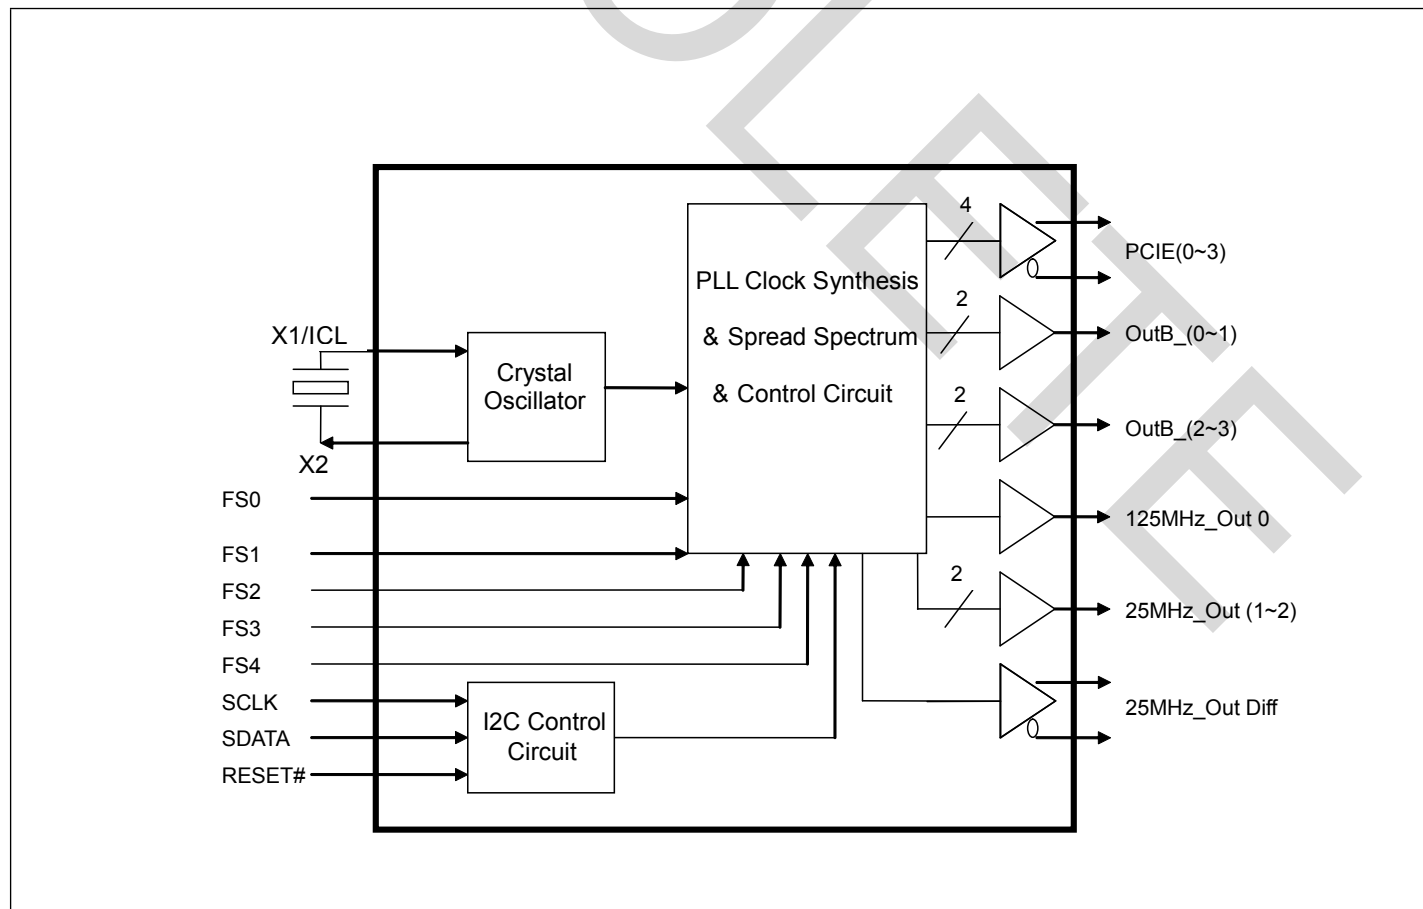 OLETE
4
PCIE(0~3)
PLL Clock Synthesis
& Spread Spectrum
& Control Circuit
2
OutB_(0~1)
X1/ICL
Crystal
Oscillator
2
OutB_(2~3)
X2
FS0
125MHz_Out 0
FS1
FS2
2
25MHz_Out (1~2)
FS3
FS4
SCLK
I2C Control
Circuit
25MHz_Out Diff
SDATA
RESET#